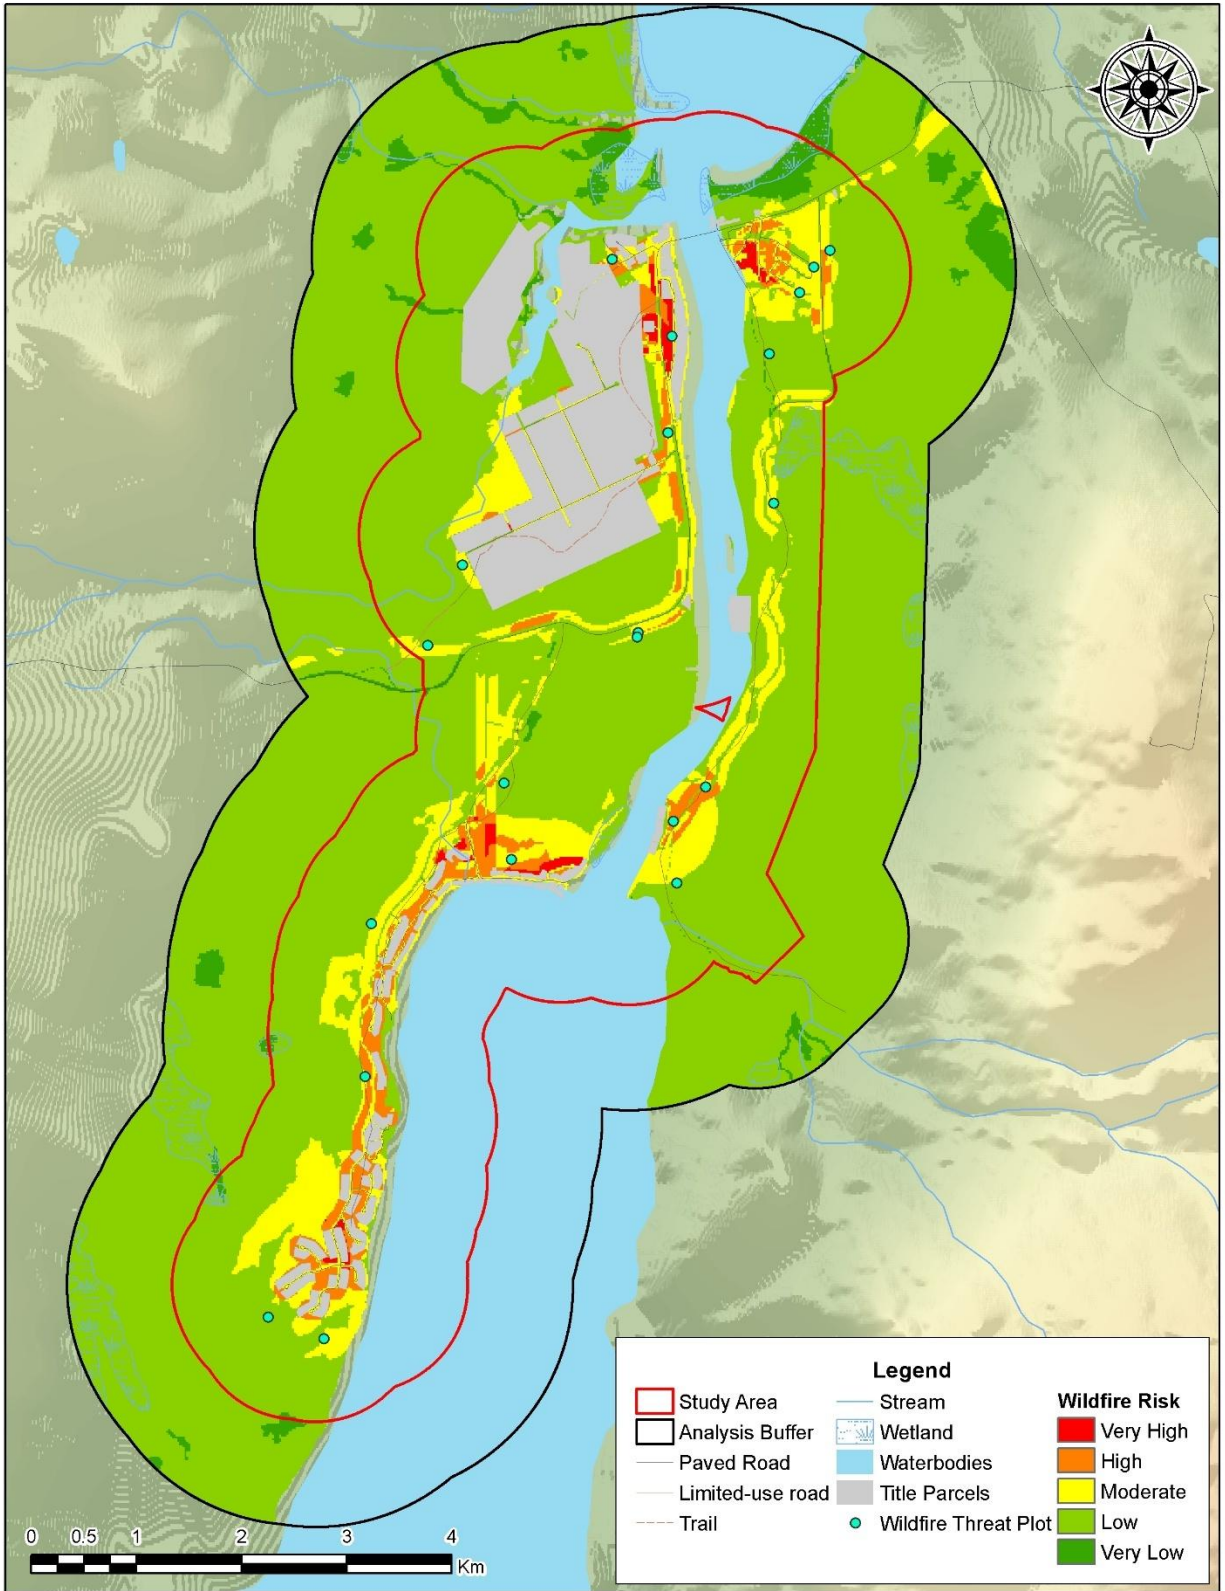 0 0.5 1 2 3 4
Km
Legend
Study Area
Analysis Buffer
Paved Road
Limited-use road
Trail
Stream
Wetland
Waterbodies
Title Parcels
Wildfire Threat Plot
Wildfire Risk
Very High
High
Moderate
Low
Very Low